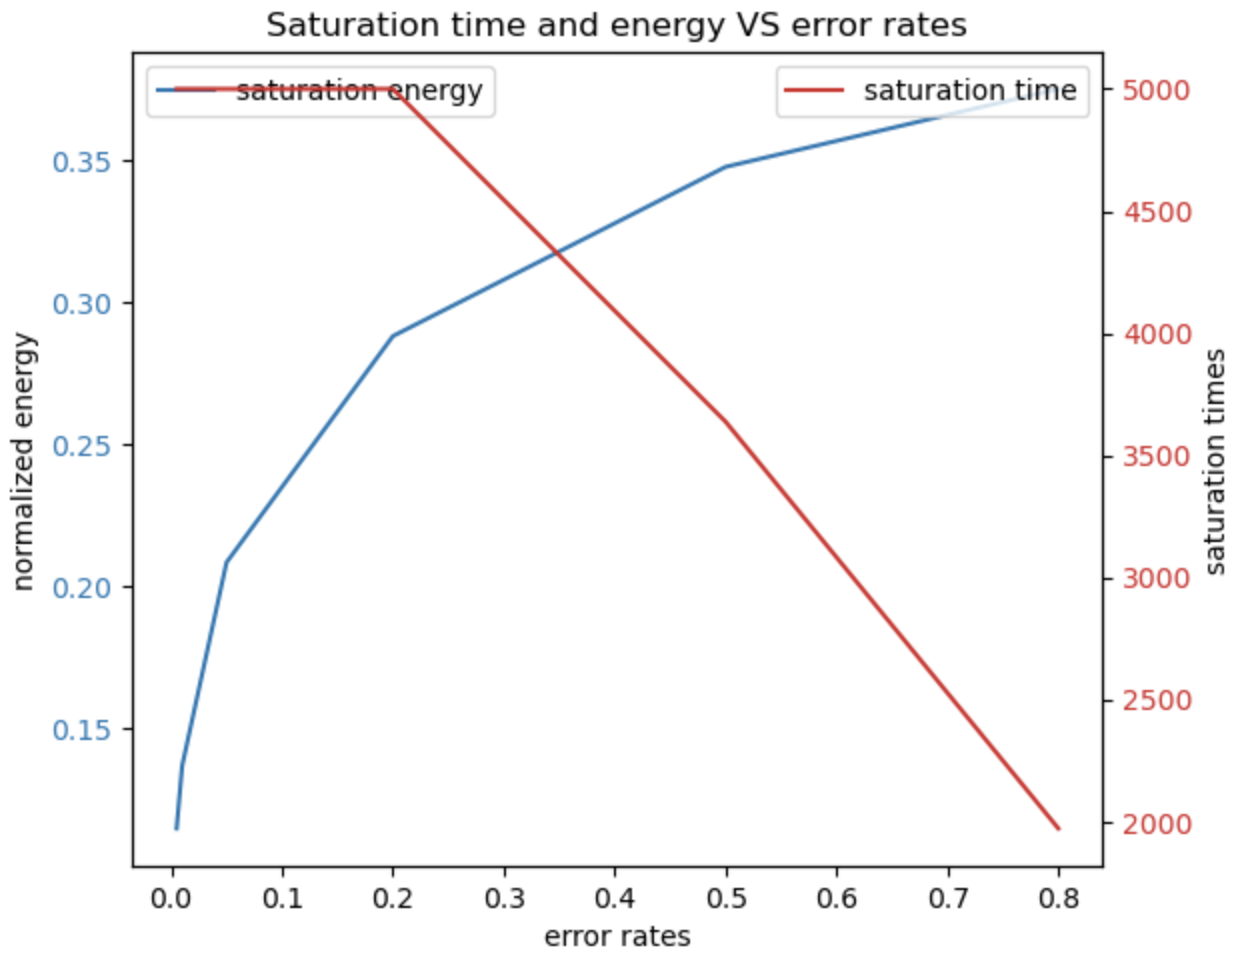 Saturation time and energy VS error rates
saturation energy
saturation time
normalized energy
0.35
0.30
0.25
0.20
0.15
5000
4500
4000
3500
3000
2500
2000
saturation times
0.0 0.1 0.2 0.3 0.4 0.5 0.6 0.7 0.8
error rates